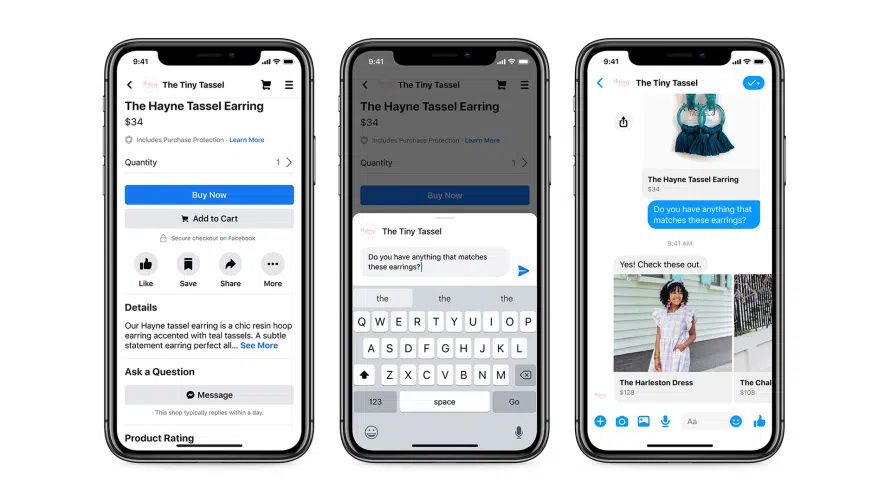 9:41
The Tiny Tassel
The Hayne Tassel Earring
$34
Includes Purchase Protection · Learn More
Quantity
1
Buy Now
Add to Cart
Secure checkout on Facebook
Like
Save
Share
More
Details
Our Hayne tassel earring is a chic resin hoop
earring accented with teal tassels. A subtle
statement earring perfect all... See More
Ask a Question
Message
This shop typically replies within a day.
Product Rating
9:41
The Tiny Tassel
The Hayne Tassel Earring
$34
Includes Purchase Protection · Learn More
Quantity
1
Buy Now
The Tiny Tassel
Do you have anything that matches
these earrings?
the the the
Q W E R T Y U I O P
A S D F G H J K L
Z X C V B N M
123 space Go
9:41
The Tiny Tassel
The Hayne Tassel Earring
$34
Do you have anything that
matches these earrings?
9:41 AM
Yes! Check these out.
The Harleston Dress
$128
The Chal
$108
Aa